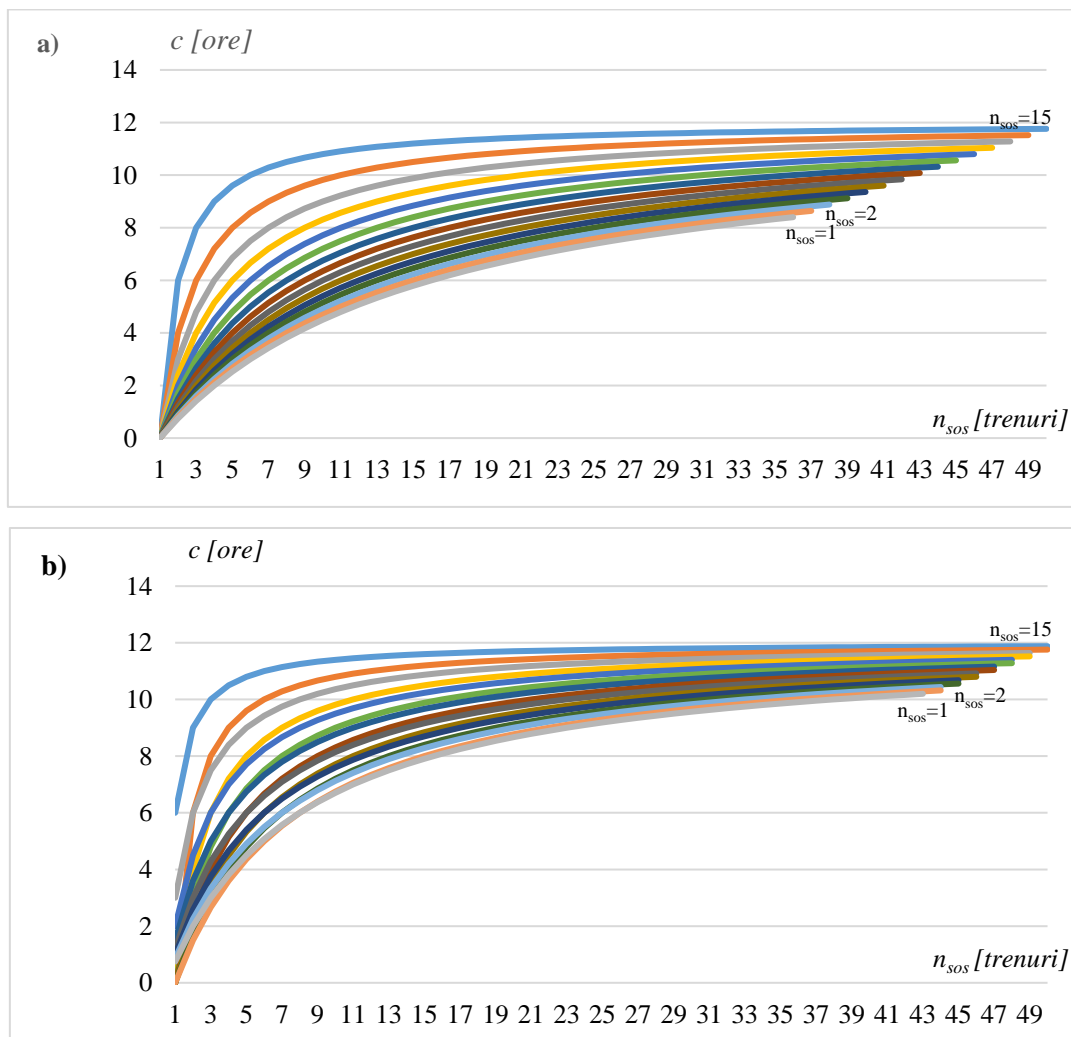 a)
c [ore]
14
12
10
8
6
4
2
0
n_sos=15
n_sos=2
n_sos=1
n_sos [trenuri]
1 3 5 7 9 11 13 15 17 19 21 23 25 27 29 31 33 35 37 39 41 43 45 47 49
b)
c [ore]
14
12
10
8
6
4
2
0
n_sos=15
n_sos=2
n_sos=1
n_sos [trenuri]
1 3 5 7 9 11 13 15 17 19 21 23 25 27 29 31 33 35 37 39 41 43 45 47 49